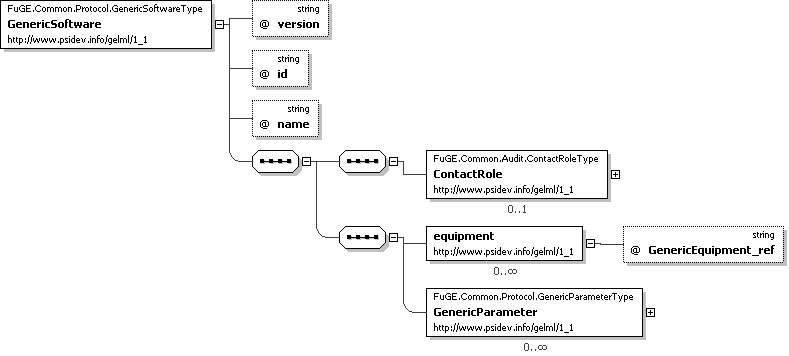 FuGE.Common.Protocol.GenericSoftwareType
GenericSoftware
http://www.psidev.info/gelml/1_1
string
@ version
string
@ id
string
@ name
FuGE.Common.Audit.ContactRoleType
ContactRole
http://www.psidev.info/gelml/1_1
0..1
equipment
http://www.psidev.info/gelml/1_1
0..∞
string
@ GenericEquipment_ref
FuGE.Common.Protocol.GenericParameterType
GenericParameter
http://www.psidev.info/gelml/1_1
0..∞